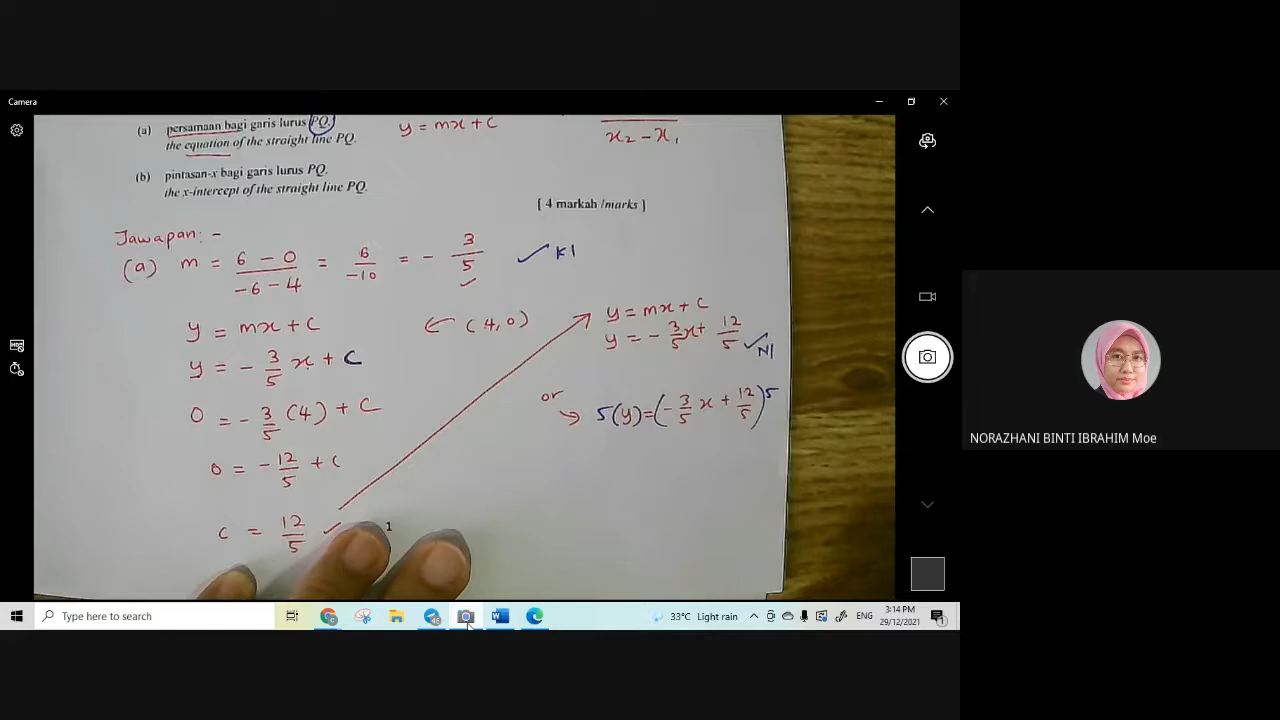 Camera
(a) persamaan bagi garis lurus PQ. y = mx + c
the equation of the straight line PQ. x₂ - x₁
(b) pintasan-x bagi garis lurus PQ.
the x-intercept of the straight line PQ.
[ 4 markah /marks ]
Jawapan: -
(a) m = (6 - 0)/(-6 - 4) = 6/-10 = - 3/5 ✓ K1
✓
y = mx + c ← (4,0)
y = - 3/5 x + c
0 = - 3/5 (4) + c
0 = - 12/5 + c
c = 12/5 ✓ 1
y = mx + c
y = - 3/5 x + 12/5 ✓ N1
or → 5(y) = (- 3/5 x + 12/5) 5
NORAZHANI BINTI IBRAHIM Moe
Type here to search
33°C Light rain
ENG
3:14 PM
29/12/2021